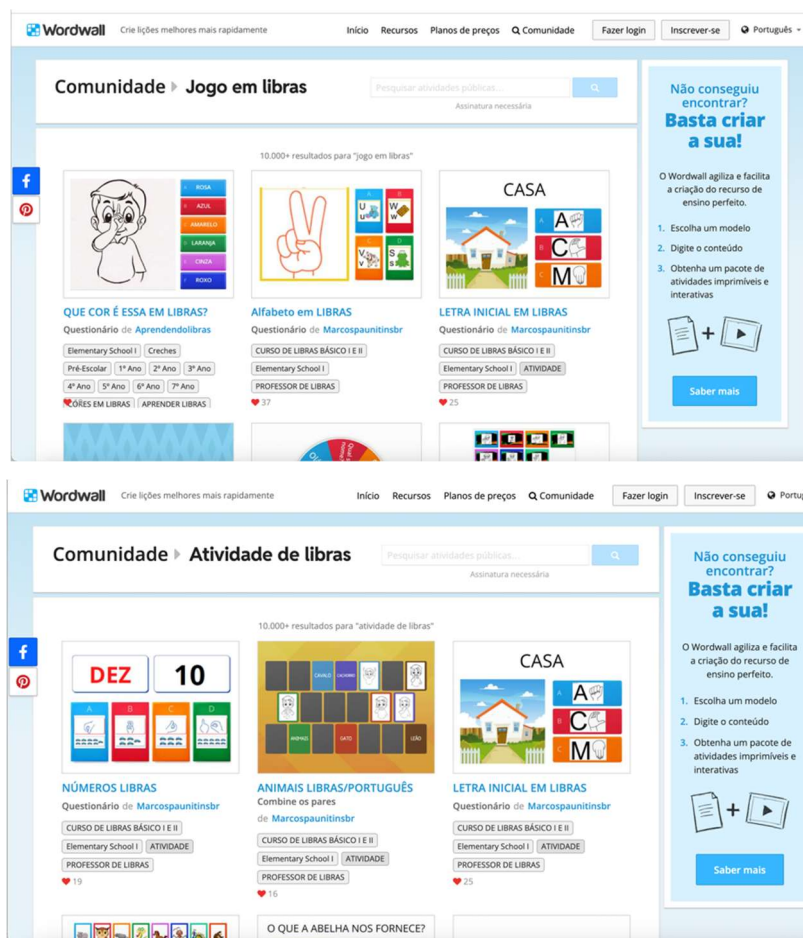 Wordwall Crie lições melhores mais rapidamente Início Recursos Planos de preços Comunidade Fazer login Inscrever-se Português
Comunidade Jogo em libras
Pesquisar atividades públicas...
Assinatura necessária
10.000+ resultados para "jogo em libras"
ROSA
AZUL
AMARELO
LARANJA
CINZA
ROXO
QUE COR É ESSA EM LIBRAS?
Questionário de Aprendendolibras
Elementary School I Creches
Pré-Escolar 1º Ano 2º Ano 3º Ano
4º Ano 5º Ano 6º Ano 7º Ano
CORES EM LIBRAS APRENDER LIBRAS
A B
U W
C D
V S
Alfabeto em LIBRAS
Questionário de Marcospaunitinsbr
CURSO DE LIBRAS BÁSICO I E II
Elementary School I
PROFESSOR DE LIBRAS
37
CASA
A A
B C
C M
LETRA INICIAL EM LIBRAS
Questionário de Marcospaunitinsbr
CURSO DE LIBRAS BÁSICO I E II
Elementary School I ATIVIDADE
PROFESSOR DE LIBRAS
25
Não conseguiu
encontrar?
Basta criar
a sua!
O Wordwall agiliza e facilita
a criação do recurso de
ensino perfeito.
1. Escolha um modelo
2. Digite o conteúdo
3. Obtenha um pacote de
atividades imprimíveis e
interativas
Saber mais
Wordwall Crie lições melhores mais rapidamente Início Recursos Planos de preços Comunidade Fazer login Inscrever-se Portu
Comunidade Atividade de libras
Pesquisar atividades públicas...
Assinatura necessária
10.000+ resultados para "atividade de libras"
DEZ 10
A B C D
NÚMEROS LIBRAS
Questionário de Marcospaunitinsbr
CURSO DE LIBRAS BÁSICO I E II
Elementary School I ATIVIDADE
PROFESSOR DE LIBRAS
19
CAVALO CACHORRO
ANIMAIS GATO LEÃO
ANIMAIS LIBRAS/PORTUGUÊS
Combine os pares
de Marcospaunitinsbr
CURSO DE LIBRAS BÁSICO I E II
Elementary School I ATIVIDADE
PROFESSOR DE LIBRAS
16
O QUE A ABELHA NOS FORNECE?
CASA
A A
B C
C M
LETRA INICIAL EM LIBRAS
Questionário de Marcospaunitinsbr
CURSO DE LIBRAS BÁSICO I E II
Elementary School I ATIVIDADE
PROFESSOR DE LIBRAS
25
Não conseguiu
encontrar?
Basta criar
a sua!
O Wordwall agiliza e facilita
a criação do recurso de
ensino perfeito.
1. Escolha um modelo
2. Digite o conteúdo
3. Obtenha um pacote de
atividades imprimíveis e
interativas
Saber mais